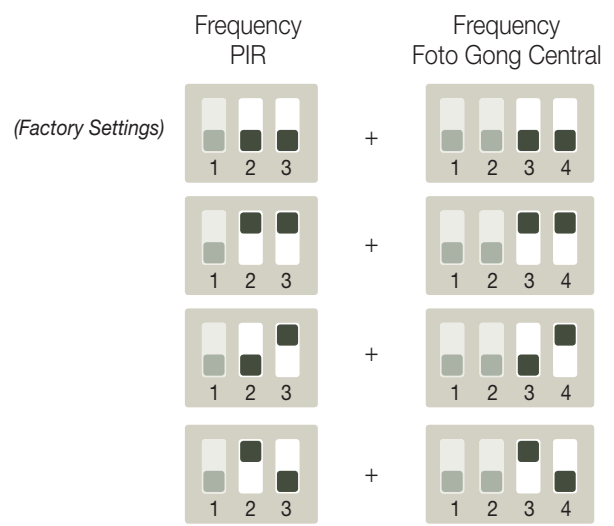 Frequency
PIR
Frequency
Foto Gong Central
(Factory Settings)
+
1 2 3
1 2 3 4
+
1 2 3
1 2 3 4
+
1 2 3
1 2 3 4
+
1 2 3
1 2 3 4